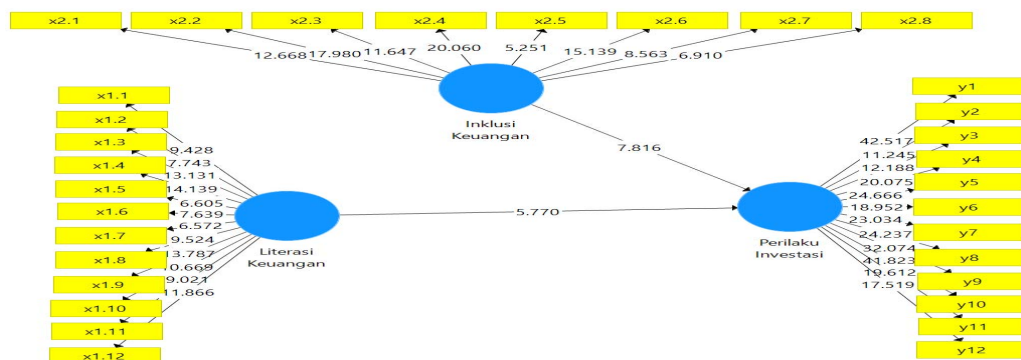 x2.1 x2.2 x2.3 x2.4 x2.5 x2.6 x2.7 x2.8
12.668 17.980 11.647 20.060 5.251 15.139 8.563 6.910
Inklusi
Keuangan
x1.1
x1.2
x1.3
x1.4
x1.5
x1.6
x1.7
x1.8
x1.9
x1.10
x1.11
x1.12
9.428
7.743
13.131
14.139
6.605
7.639
6.572
9.524
13.787
10.669
9.021
11.866
Literasi
Keuangan
7.816
5.770
Perilaku
Investasi
42.517
11.245
12.188
20.075
24.666
18.952
23.034
24.237
32.074
41.823
19.612
17.519
y1
y2
y3
y4
y5
y6
y7
y8
y9
y10
y11
y12